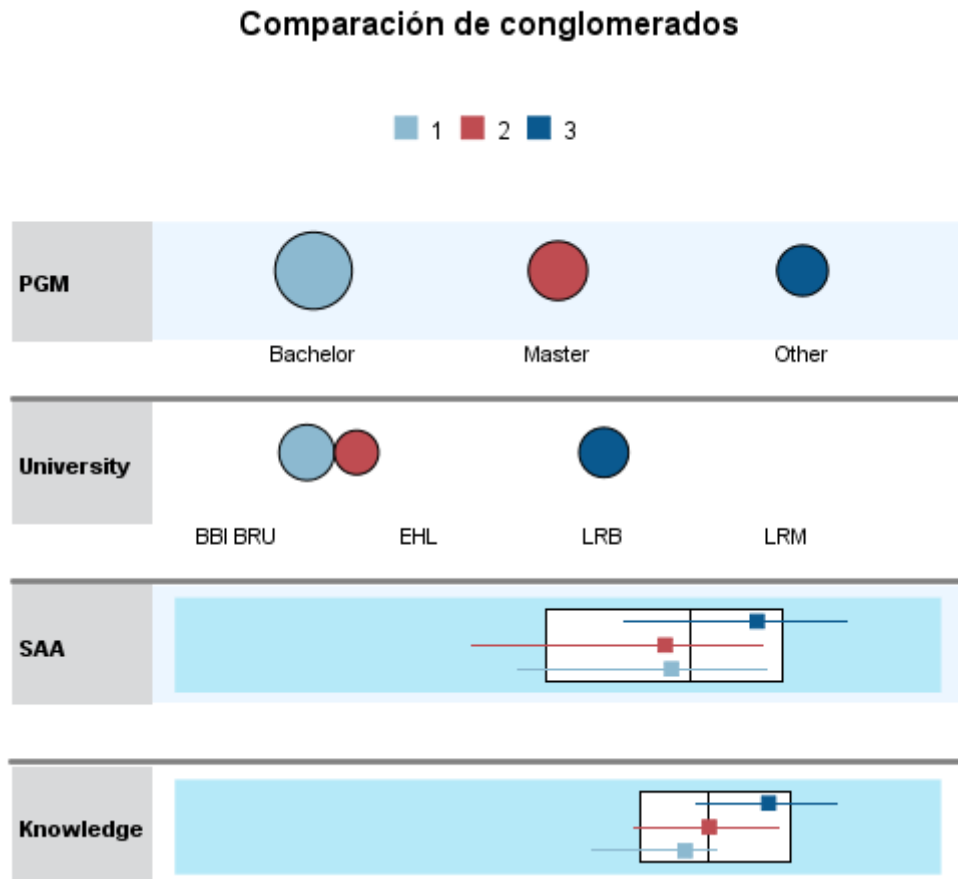 Comparación de conglomerados
1 2 3
PGM
Bachelor Master Other
University
BBI BRU EHL LRB LRM
SAA
Knowledge